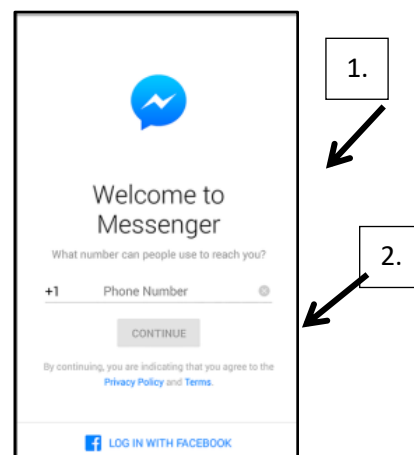 1.
Welcome to
Messenger
What number can people use to reach you?
2.
+1 Phone Number
CONTINUE
By continuing, you are indicating that you agree to the
Privacy Policy and Terms.
f LOG IN WITH FACEBOOK